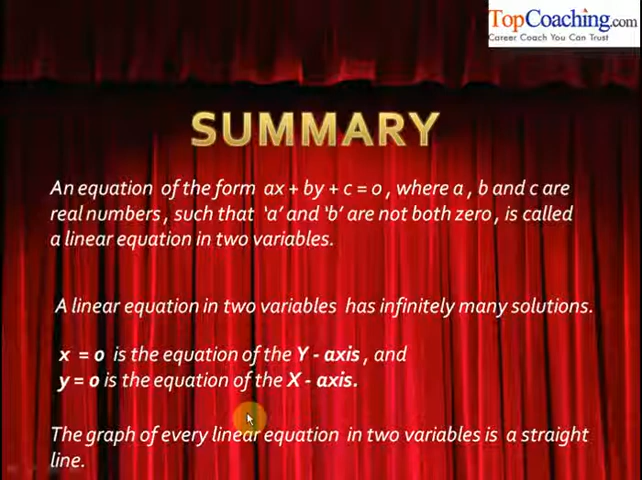 TopCoaching.com
Career Coach You Can Trust
SUMMARY
An equation of the form ax + by + c = 0 , where a , b and c are
real numbers , such that ‘a’ and ‘b’ are not both zero , is called
a linear equation in two variables.
A linear equation in two variables has infinitely many solutions.
x = 0 is the equation of the Y - axis , and
y = 0 is the equation of the X - axis.
The graph of every linear equation in two variables is a straight
line.